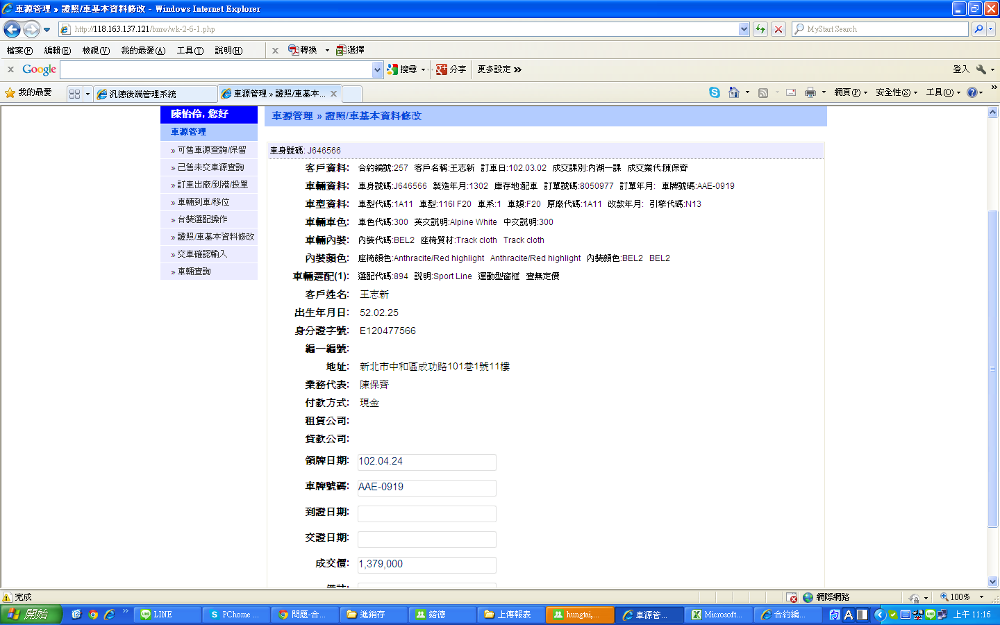 車源管理 » 證照/車基本資料修改 - Windows Internet Explorer
http://118.163.137.121/bmw/wk-2-6-1.php
MyStart Search
檔案(F) 編輯(E) 檢視(V) 我的最愛(A) 工具(T) 說明(H) x 轉換 選擇
x Google 搜尋 分享 更多設定 » 登入
我的最愛 汎德後端管理系統 車源管理 » 證照/車基本... 網頁(P) 安全性(S) 工具(O)
陳怡伶, 您好
車源管理
» 可售車源查詢/保留
» 已售未交車源查詢
» 訂車出廠/到港/投單
» 車輛到車/移位
» 台裝選配操作
» 證照/車基本資料修改
» 交車確認輸入
» 車輛查詢
車源管理 » 證照/車基本資料修改
車身號碼: J646566
客戶資料: 合約編號:257 客戶名稱:王志新 訂車日:102.03.02 成交課別:內湖一課 成交業代:陳保齊
車輛資料: 車身號碼:J646566 製造年月:1302 庫存地:配車 訂單號碼:8050977 訂單年月: 車牌號碼:AAE-0919
車型資料: 車型代碼:1A11 車型:116I F20 車系:1 車類:F20 原廠代碼:1A11 改款年月: 引擎代碼:N13
車輛車色: 車色代碼:300 英文說明:Alpine White 中文說明:300
車輛內裝: 內裝代碼:BEL2 座椅質材:Track cloth Track cloth
內裝顏色: 座椅顏色:Anthracite/Red highlight Anthracite/Red highlight 內裝顏色:BEL2 BEL2
車輛選配(1): 選配代碼:894 說明:Sport Line 運動型窗框 查無定價
客戶姓名: 王志新
出生年月日: 52.02.25
身分證字號: E120477566
編一編號:
地址: 新北市中和區成功路101巷1號11樓
業務代表: 陳保齊
付款方式: 現金
租賃公司:
貸款公司:
領牌日期: 102.04.24
車牌號碼: AAE-0919
到證日期:
交證日期:
成交價: 1,379,000
完成 網際網路 100%
開始 LINE PChome ... 問題-合... 進銷存 鎔德 上傳報表 hungtai,... 車源管... Microsoft... 合約編... A 上午 11:16